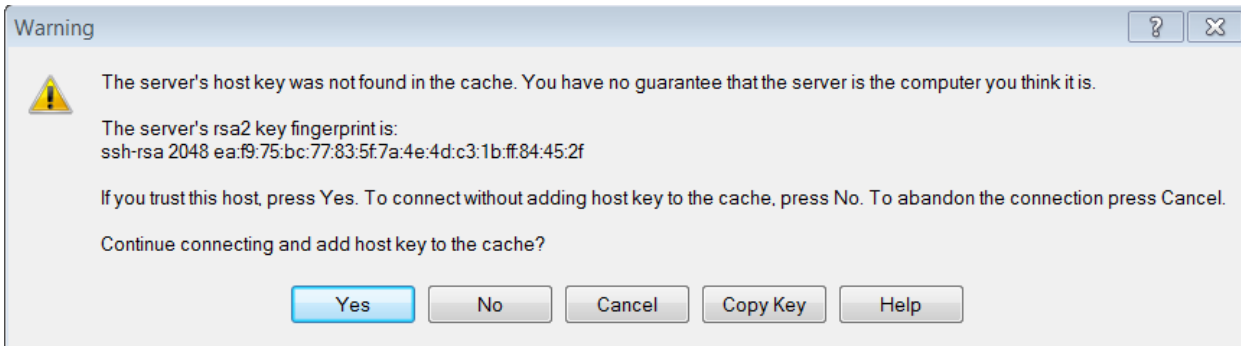 Warning
The server's host key was not found in the cache. You have no guarantee that the server is the computer you think it is.
The server's rsa2 key fingerprint is:
ssh-rsa 2048 ea:f9:75:bc:77:83:5f:7a:4e:4d:c3:1b:ff:84:45:2f
If you trust this host, press Yes. To connect without adding host key to the cache, press No. To abandon the connection press Cancel.
Continue connecting and add host key to the cache?
Yes No Cancel Copy Key Help